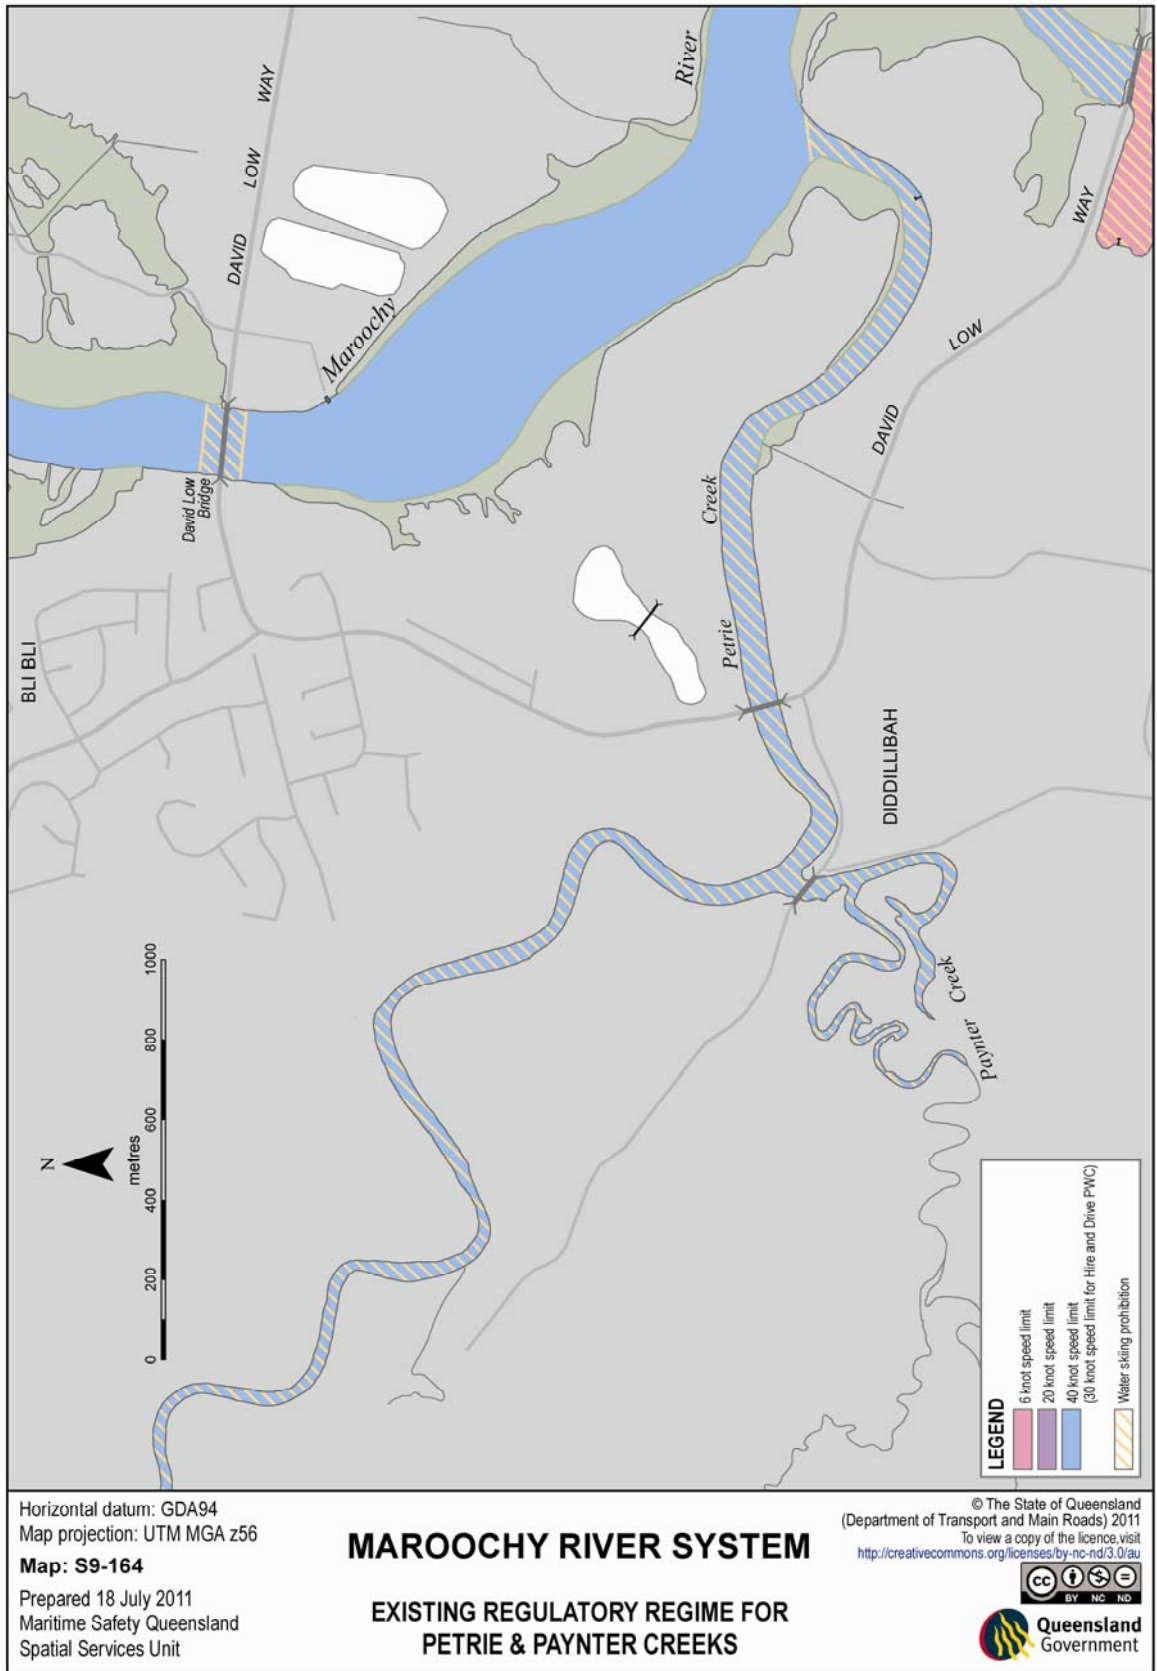 River
WAY
LOW
DAVID
Maroochy
David Low
Bridge
BLI BLI
WAY
LOW
DAVID
Creek
Petrie
DIDDILLIBAH
Paynter Creek
N
metres
0 200 400 600 800 1000
LEGEND
6 knot speed limit
20 knot speed limit
40 knot speed limit
(30 knot speed limit for Hire and Drive PWC)
Water skiing prohibition
Horizontal datum: GDA94
Map projection: UTM MGA z56
Map: S9-164
Prepared 18 July 2011
Maritime Safety Queensland
Spatial Services Unit
MAROOCHY RIVER SYSTEM
EXISTING REGULATORY REGIME FOR
PETRIE & PAYNTER CREEKS
© The State of Queensland
(Department of Transport and Main Roads) 2011
To view a copy of the licence,visit
http://creativecommons.org/licenses/by-nc-nd/3.0/au
cc
BY NC ND
Queensland
Government